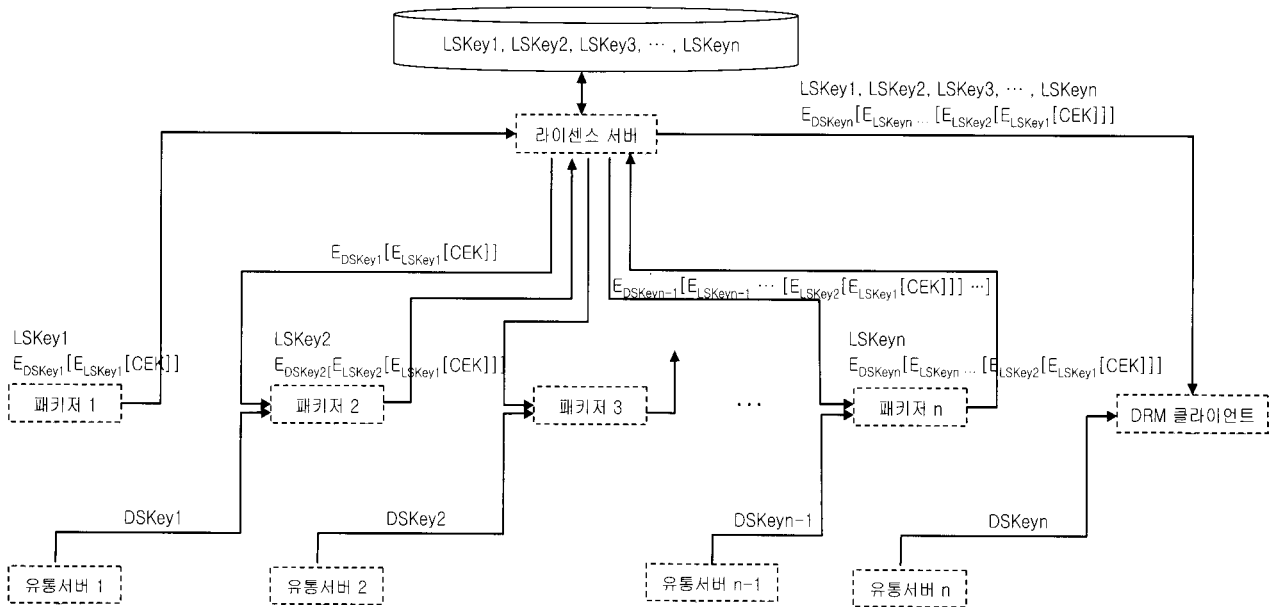 LSKey1, LSKey2, LSKey3, ··· , LSKeyn
LSKey1, LSKey2, LSKey3, ··· , LSKeyn
E_DSKeyn[E_LSKeyn ··· [E_LSKey2[E_LSKey1[CEK]]]
라이센스 서버
E_DSKey1[E_LSKey1[CEK]]
E_DSKeyn-1[E_LSKeyn-1 ··· [E_LSKey2[E_LSKey1[CEK]]] ···]
LSKey1
E_DSKey1[E_LSKey1[CEK]]
LSKey2
E_DSKey2[E_LSKey2[E_LSKey1[CEK]]]
LSKeyn
E_DSKeyn[E_LSKeyn ··· [E_LSKey2[E_LSKey1[CEK]]]
패키저 1
패키저 2
패키저 3
···
패키저 n
DRM 클라이언트
DSKey1
DSKey2
DSKeyn-1
DSKeyn
유통서버 1
유통서버 2
유통서버 n-1
유통서버 n